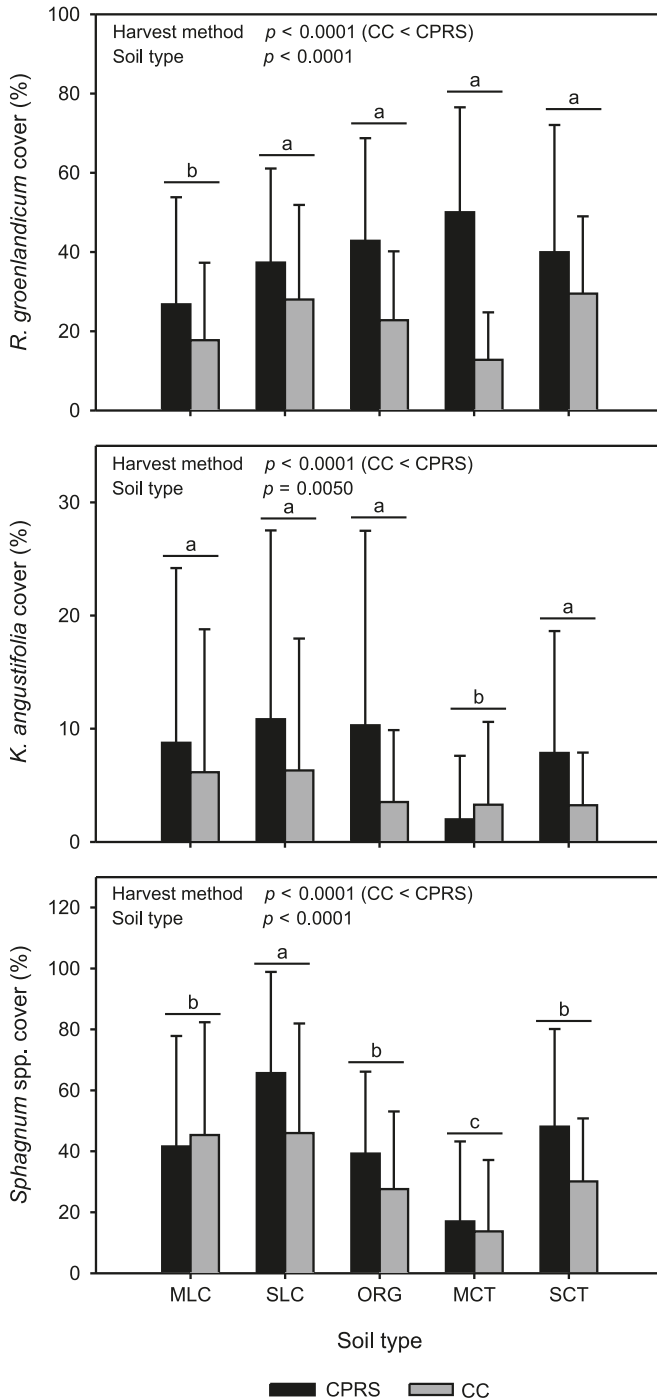 Harvest method p < 0.0001 (CC < CPRS)
Soil type p < 0.0001
100
80
60
40
20
0
R. groenlandicum cover (%)
b
a
a
a
a
Harvest method p < 0.0001 (CC < CPRS)
Soil type p = 0.0050
30
20
10
0
K. angustifolia cover (%)
a
a
a
b
a
Harvest method p < 0.0001 (CC < CPRS)
Soil type p < 0.0001
120
100
80
60
40
20
0
Sphagnum spp. cover (%)
b
a
b
c
b
MLC SLC ORG MCT SCT
Soil type
CPRS CC